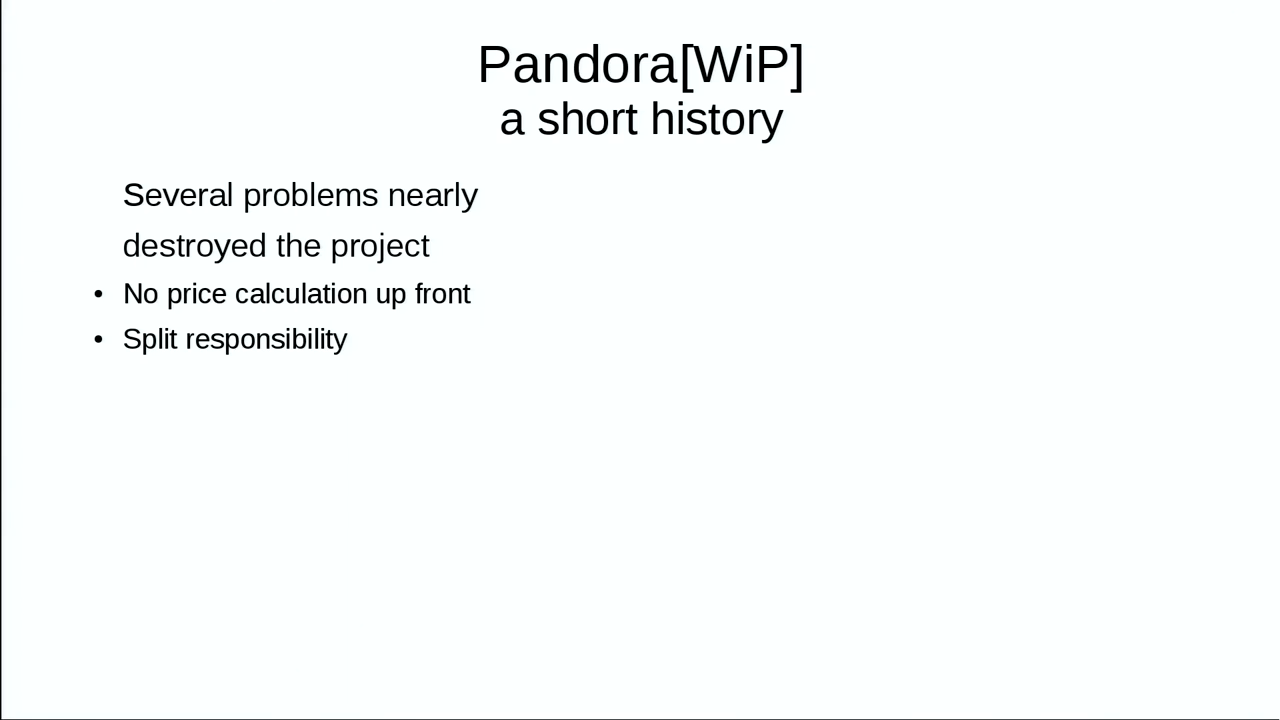 Pandora[WiP]
a short history
Several problems nearly
destroyed the project
• No price calculation up front
• Split responsibility